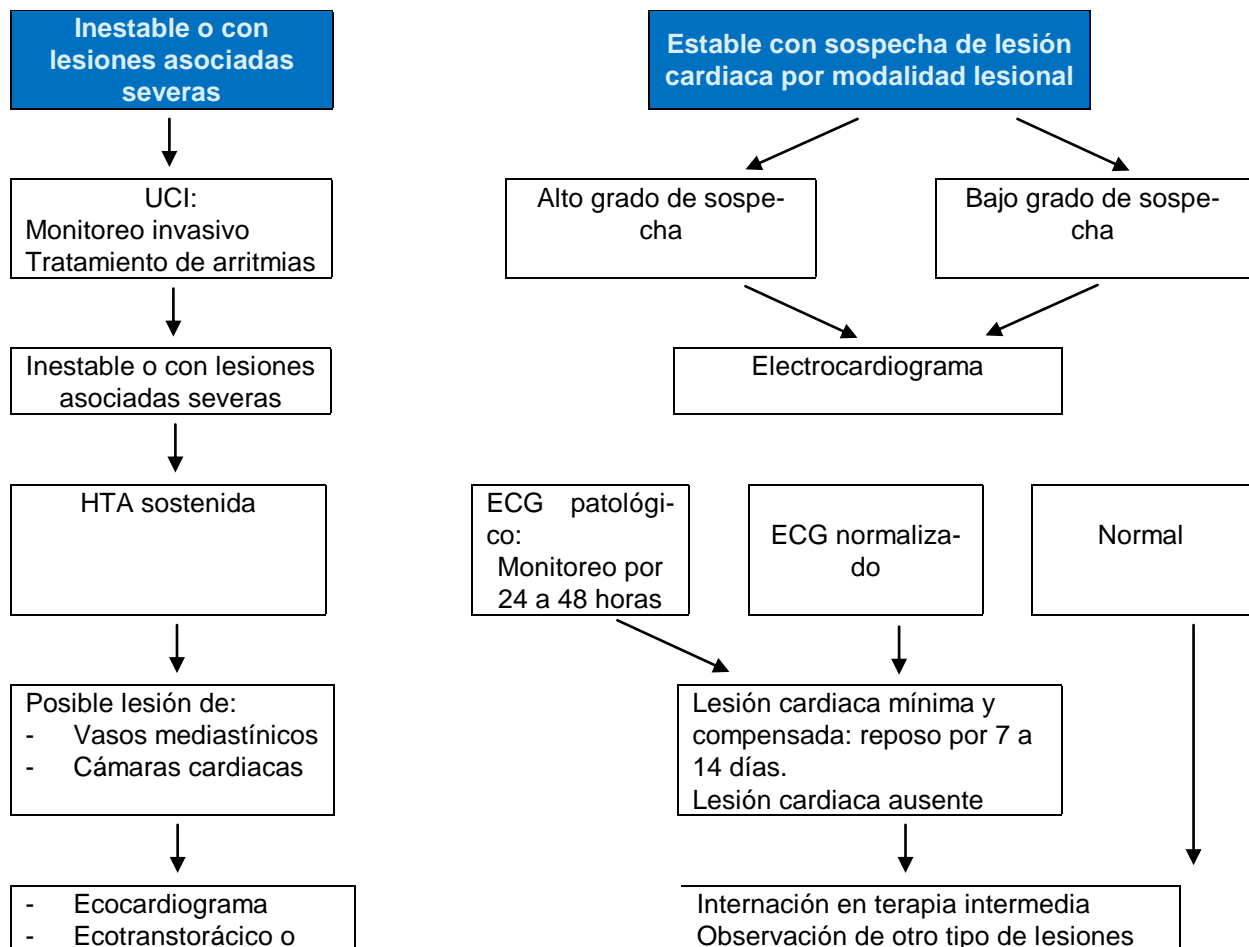 Inestable o con
lesiones asociadas
severas
Estable con sospecha de lesión
cardiaca por modalidad lesional
UCI:
Monitoreo invasivo
Tratamiento de arritmias
Alto grado de sospe-
cha
Bajo grado de sospe-
cha
Inestable o con lesiones
asociadas severas
Electrocardiograma
HTA sostenida
ECG patológi-
co:
Monitoreo por
24 a 48 horas
ECG normaliza-
do
Normal
Posible lesión de:
- Vasos mediastínicos
- Cámaras cardiacas
Lesión cardiaca mínima y
compensada: reposo por 7 a
14 días.
Lesión cardiaca ausente
- Ecocardiograma
- Ecotranstorácico o
Internación en terapia intermedia
Observación de otro tipo de lesiones